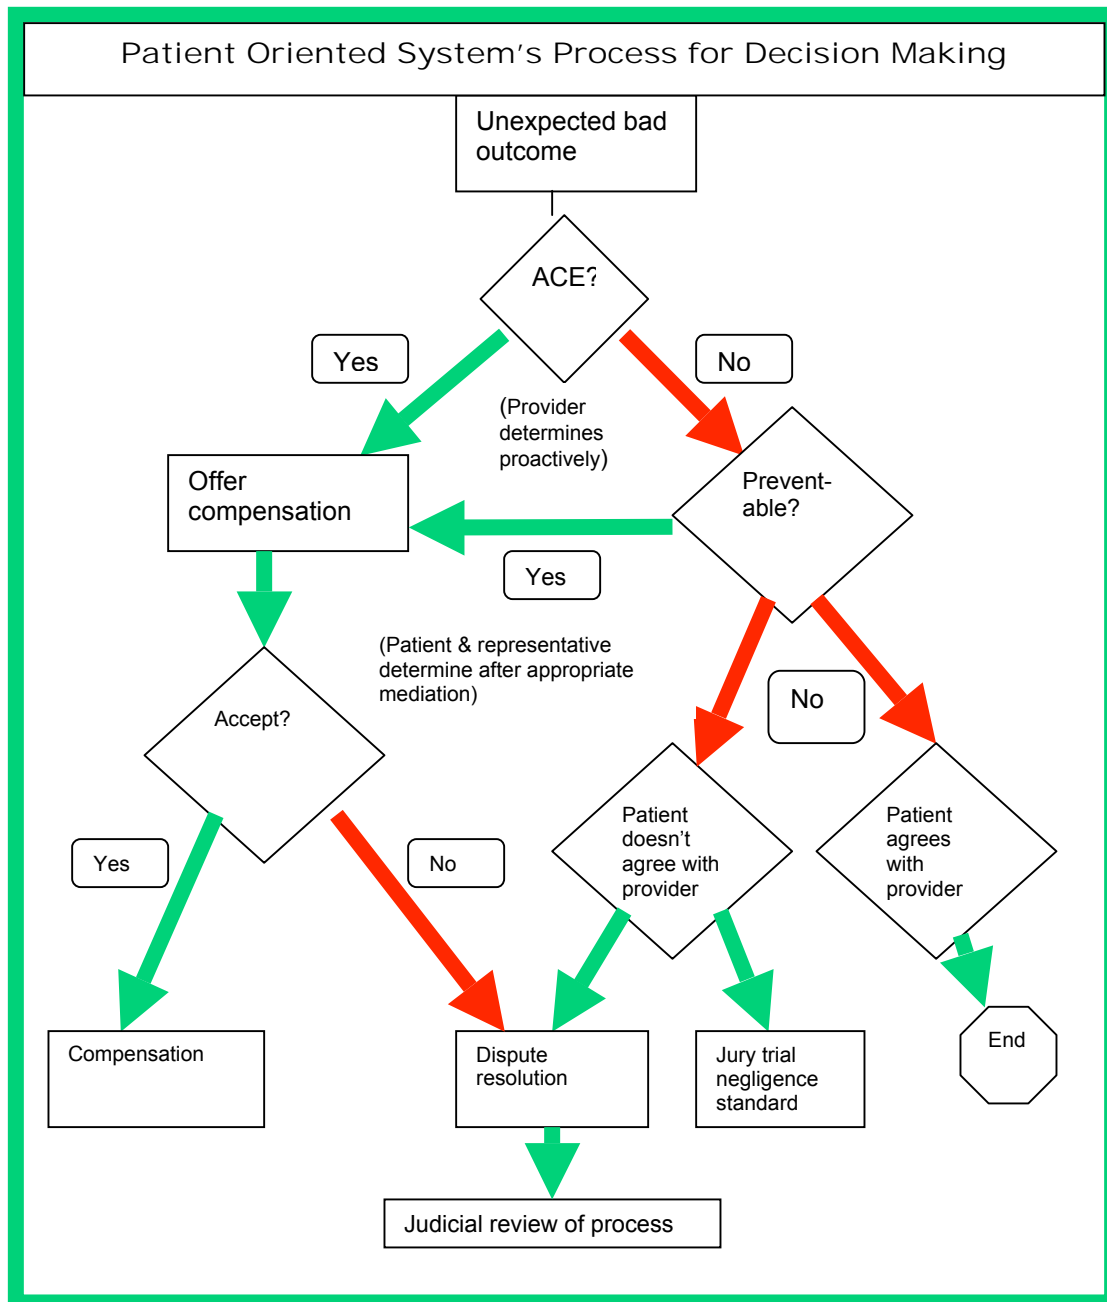 Patient Oriented System's Process for Decision Making
Unexpected bad
outcome
ACE?
Yes
No
(Provider
determines
proactively)
Offer
compensation
Prevent-
able?
Yes
(Patient & representative
determine after appropriate
mediation)
No
Accept?
Patient
doesn't
agree with
provider
Patient
agrees
with
provider
Yes
No
Compensation
Dispute
resolution
Jury trial
negligence
standard
End
Judicial review of process